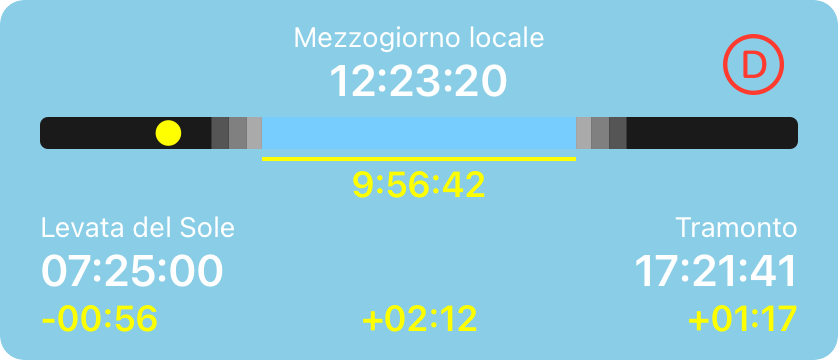 Mezzogiorno locale
12:23:20
D
9:56:42
Levata del Sole
Tramonto
07:25:00
17:21:41
-00:56
+02:12
+01:17